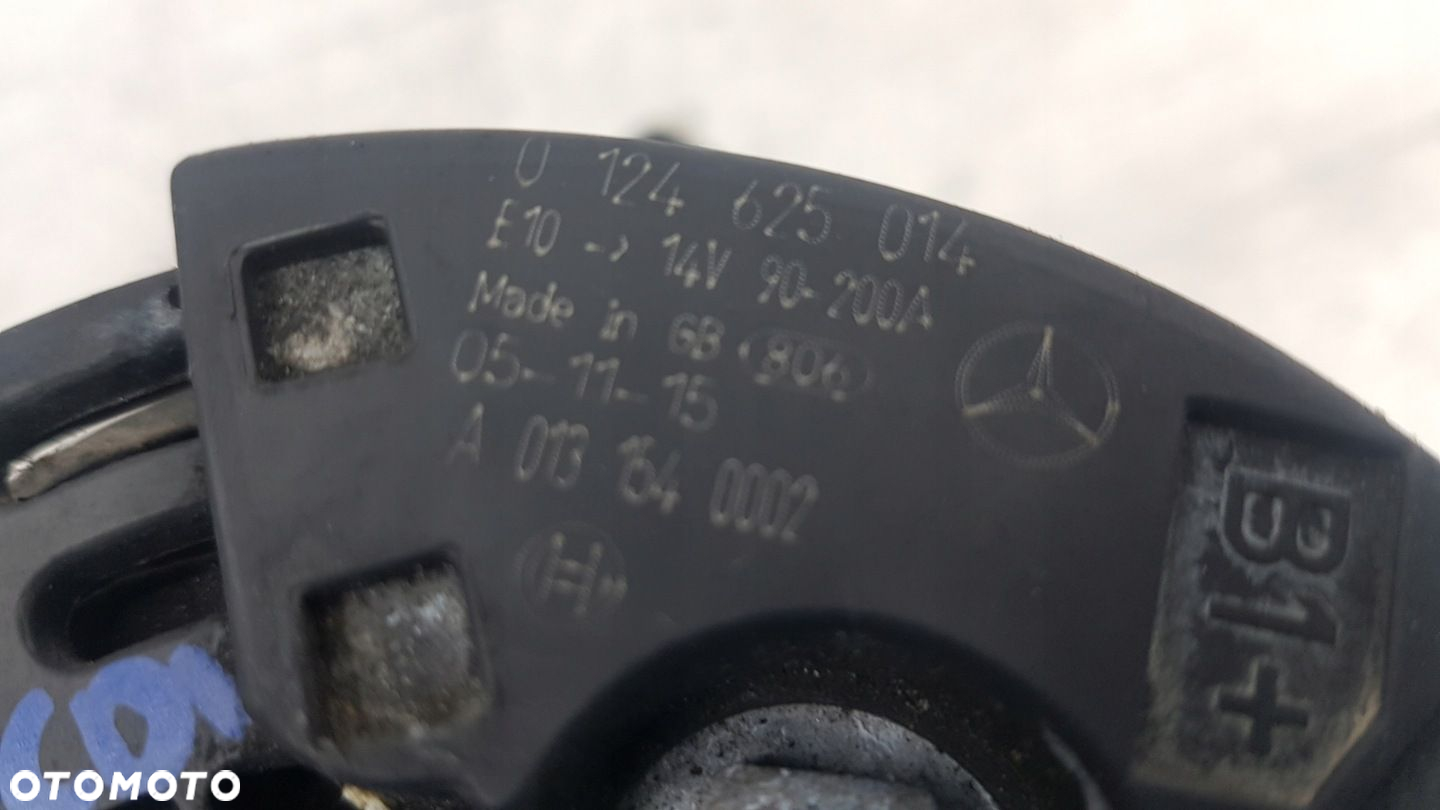 0 124 625 014
E10 -> 14V 90-200A
Made in GB 806
05-11-15
A 013 154 0002
B1+
CDI
OTOMOTO